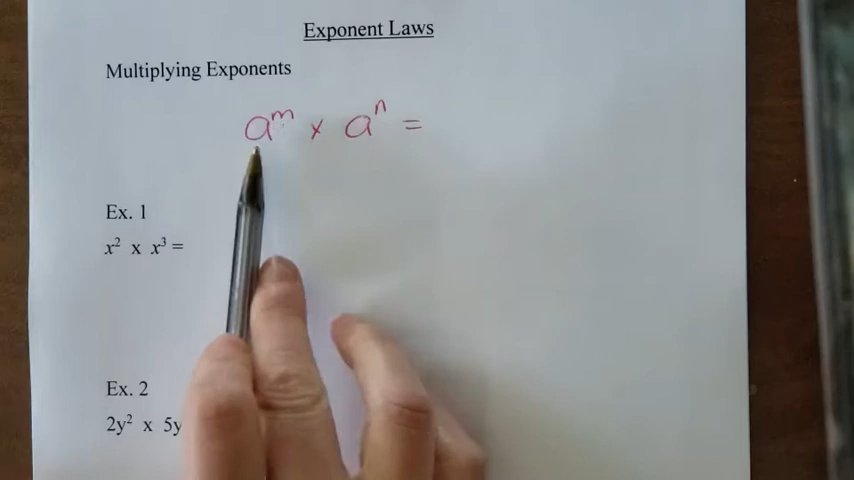 Exponent Laws
Multiplying Exponents
aᵐ × aⁿ =
Ex. 1
x² x x³ =
Ex. 2
2y² x 5y